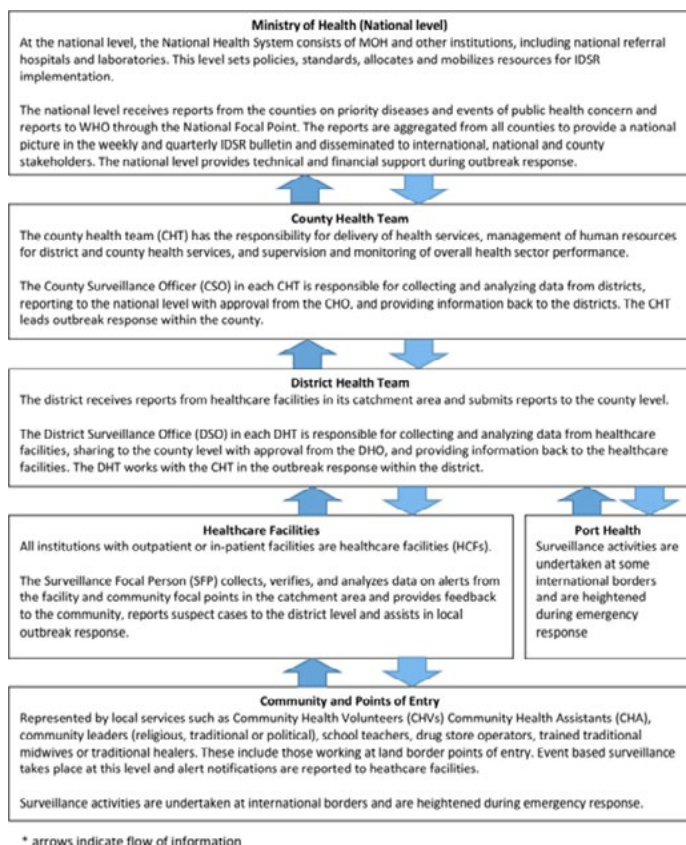 Ministry of Health (National level)
At the national level, the National Health System consists of MOH and other institutions, including national referral
hospitals and laboratories. This level sets policies, standards, allocates and mobilizes resources for IDSR
implementation.
The national level receives reports from the counties on priority diseases and events of public health concern and
reports to WHO through the National Focal Point. The reports are aggregated from all counties to provide a national
picture in the weekly and quarterly IDSR bulletin and disseminated to international, national and county
stakeholders. The national level provides technical and financial support during outbreak response.
County Health Team
The county health team (CHT) has the responsibility for delivery of health services, management of human resources
for district and county health services, and supervision and monitoring of overall health sector performance.
The County Surveillance Officer (CSO) in each CHT is responsible for collecting and analyzing data from districts,
reporting to the national level with approval from the CHO, and providing information back to the districts. The CHT
leads outbreak response within the county.
District Health Team
The district receives reports from healthcare facilities in its catchment area and submits reports to the county level.
The District Surveillance Office (DSO) in each DHT is responsible for collecting and analyzing data from healthcare
facilities, sharing to the county level with approval from the DHO, and providing information back to the healthcare
facilities. The DHT works with the CHT in the outbreak response within the district.
Healthcare Facilities
All institutions with outpatient or in-patient facilities are healthcare facilities (HCFs).
The Surveillance Focal Person (SFP) collects, verifies, and analyzes data on alerts from
the facility and community focal points in the catchment area and provides feedback
to the community, reports suspect cases to the district level and assists in local
outbreak response.
Port Health
Surveillance activities are
undertaken at some
international borders
and are heightened
during emergency
response
Community and Points of Entry
Represented by local services such as Community Health Volunteers (CHVs) Community Health Assistants (CHA),
community leaders (religious, traditional or political), school teachers, drug store operators, trained traditional
midwives or traditional healers. These include those working at land border points of entry. Event based surveillance
takes place at this level and alert notifications are reported to heathcare facilities.
Surveillance activities are undertaken at international borders and are heightened during emergency response.
* arrows indicate flow of information